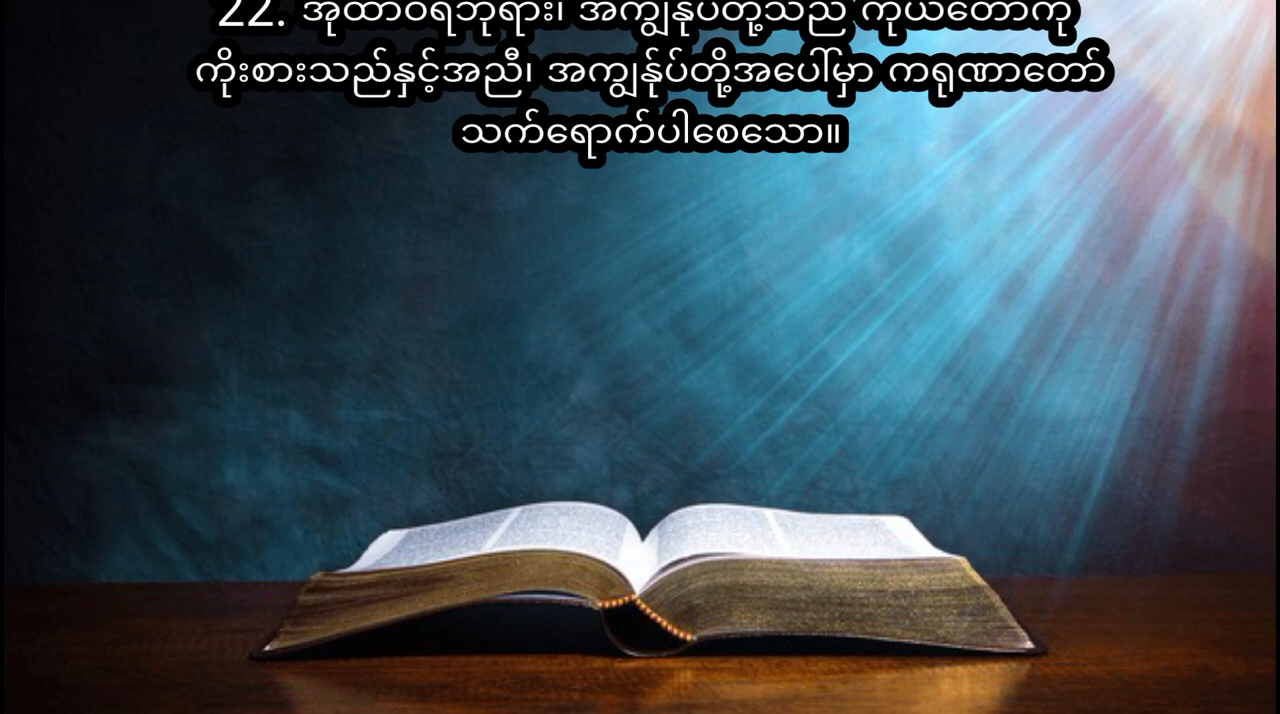 22. အိုထာဝရဘုရား၊ အကျွန်ုပ်တို့သည် ကိုယ်တော်ကို
ကိုးစားသည်နှင့်အညီ၊ အကျွန်ုပ်တို့အပေါ်မှာ ကရုဏာတော်
သက်ရောက်ပါစေသော။